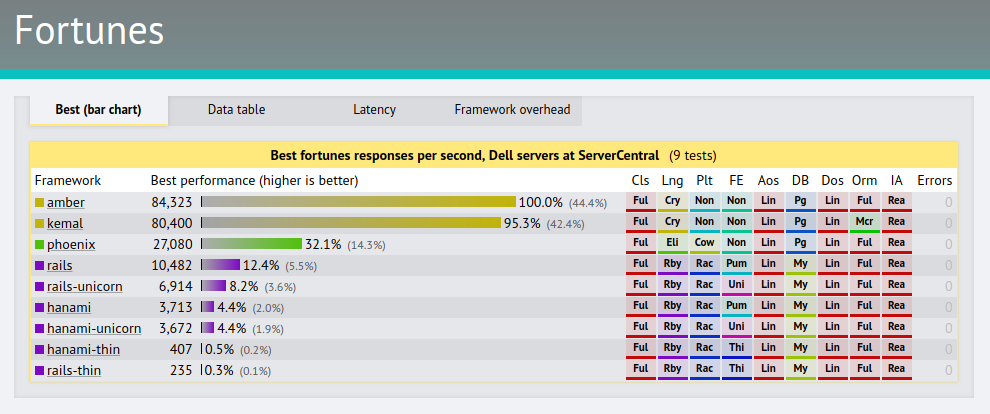 Fortunes
Best (bar chart) Data table Latency Framework overhead
Best fortunes responses per second, Dell servers at ServerCentral (9 tests)
Framework Best performance (higher is better) Cls Lng Plt FE Aos DB Dos Orm IA Errors
amber 84,323 100.0% (44.4%) Ful Cry Non Non Lin Pg Lin Ful Rea 0
kemal 80,400 95.3% (42.4%) Ful Cry Non Non Lin Pg Lin Mcr Rea 0
phoenix 27,080 32.1% (14.3%) Ful Eli Cow Non Lin Pg Lin Ful Rea 0
rails 10,482 12.4% (5.5%) Ful Rby Rac Pum Lin My Lin Ful Rea 0
rails-unicorn 6,914 8.2% (3.6%) Ful Rby Rac Uni Lin My Lin Ful Rea 0
hanami 3,713 4.4% (2.0%) Ful Rby Rac Pum Lin My Lin Ful Rea 0
hanami-unicorn 3,672 4.4% (1.9%) Ful Rby Rac Uni Lin My Lin Ful Rea 0
hanami-thin 407 0.5% (0.2%) Ful Rby Rac Thi Lin My Lin Ful Rea 0
rails-thin 235 0.3% (0.1%) Ful Rby Rac Thi Lin My Lin Ful Rea 0